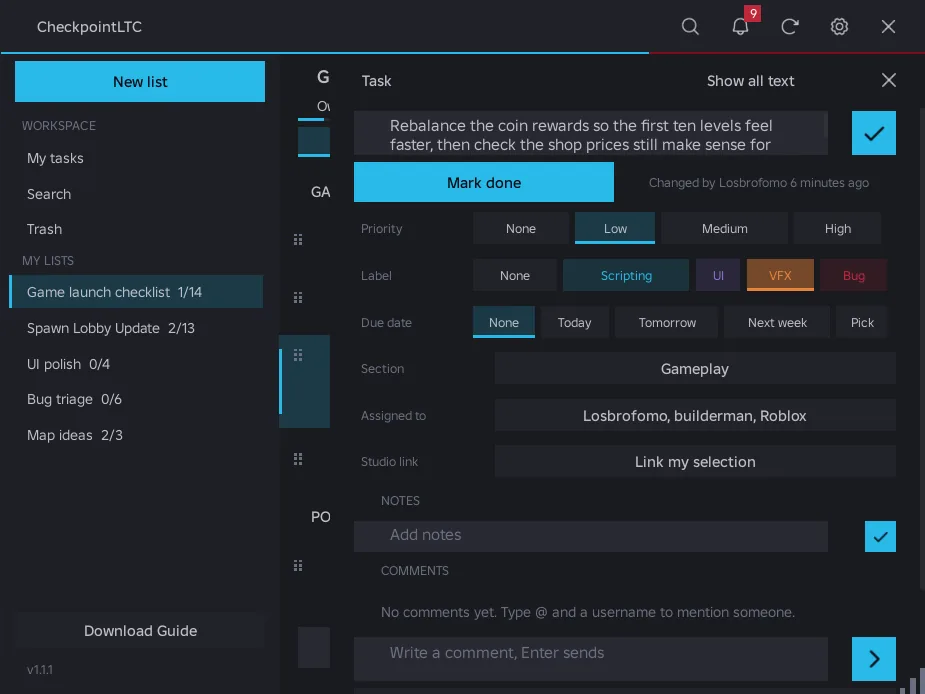 CheckpointLTC
9
New list
WORKSPACE
My tasks
Search
Trash
MY LISTS
Game launch checklist 1/14
Spawn Lobby Update 2/13
UI polish 0/4
Bug triage 0/6
Map ideas 2/3
Download Guide
v1.1.1
G
GA
PO
Task
Show all text
Rebalance the coin rewards so the first ten levels feel
faster, then check the shop prices still make sense for
Mark done
Changed by Losbrofomo 6 minutes ago
Priority
None
Low
Medium
High
Label
None
Scripting
UI
VFX
Bug
Due date
None
Today
Tomorrow
Next week
Pick
Section
Gameplay
Assigned to
Losbrofomo, builderman, Roblox
Studio link
Link my selection
NOTES
Add notes
COMMENTS
No comments yet. Type @ and a username to mention someone.
Write a comment, Enter sends